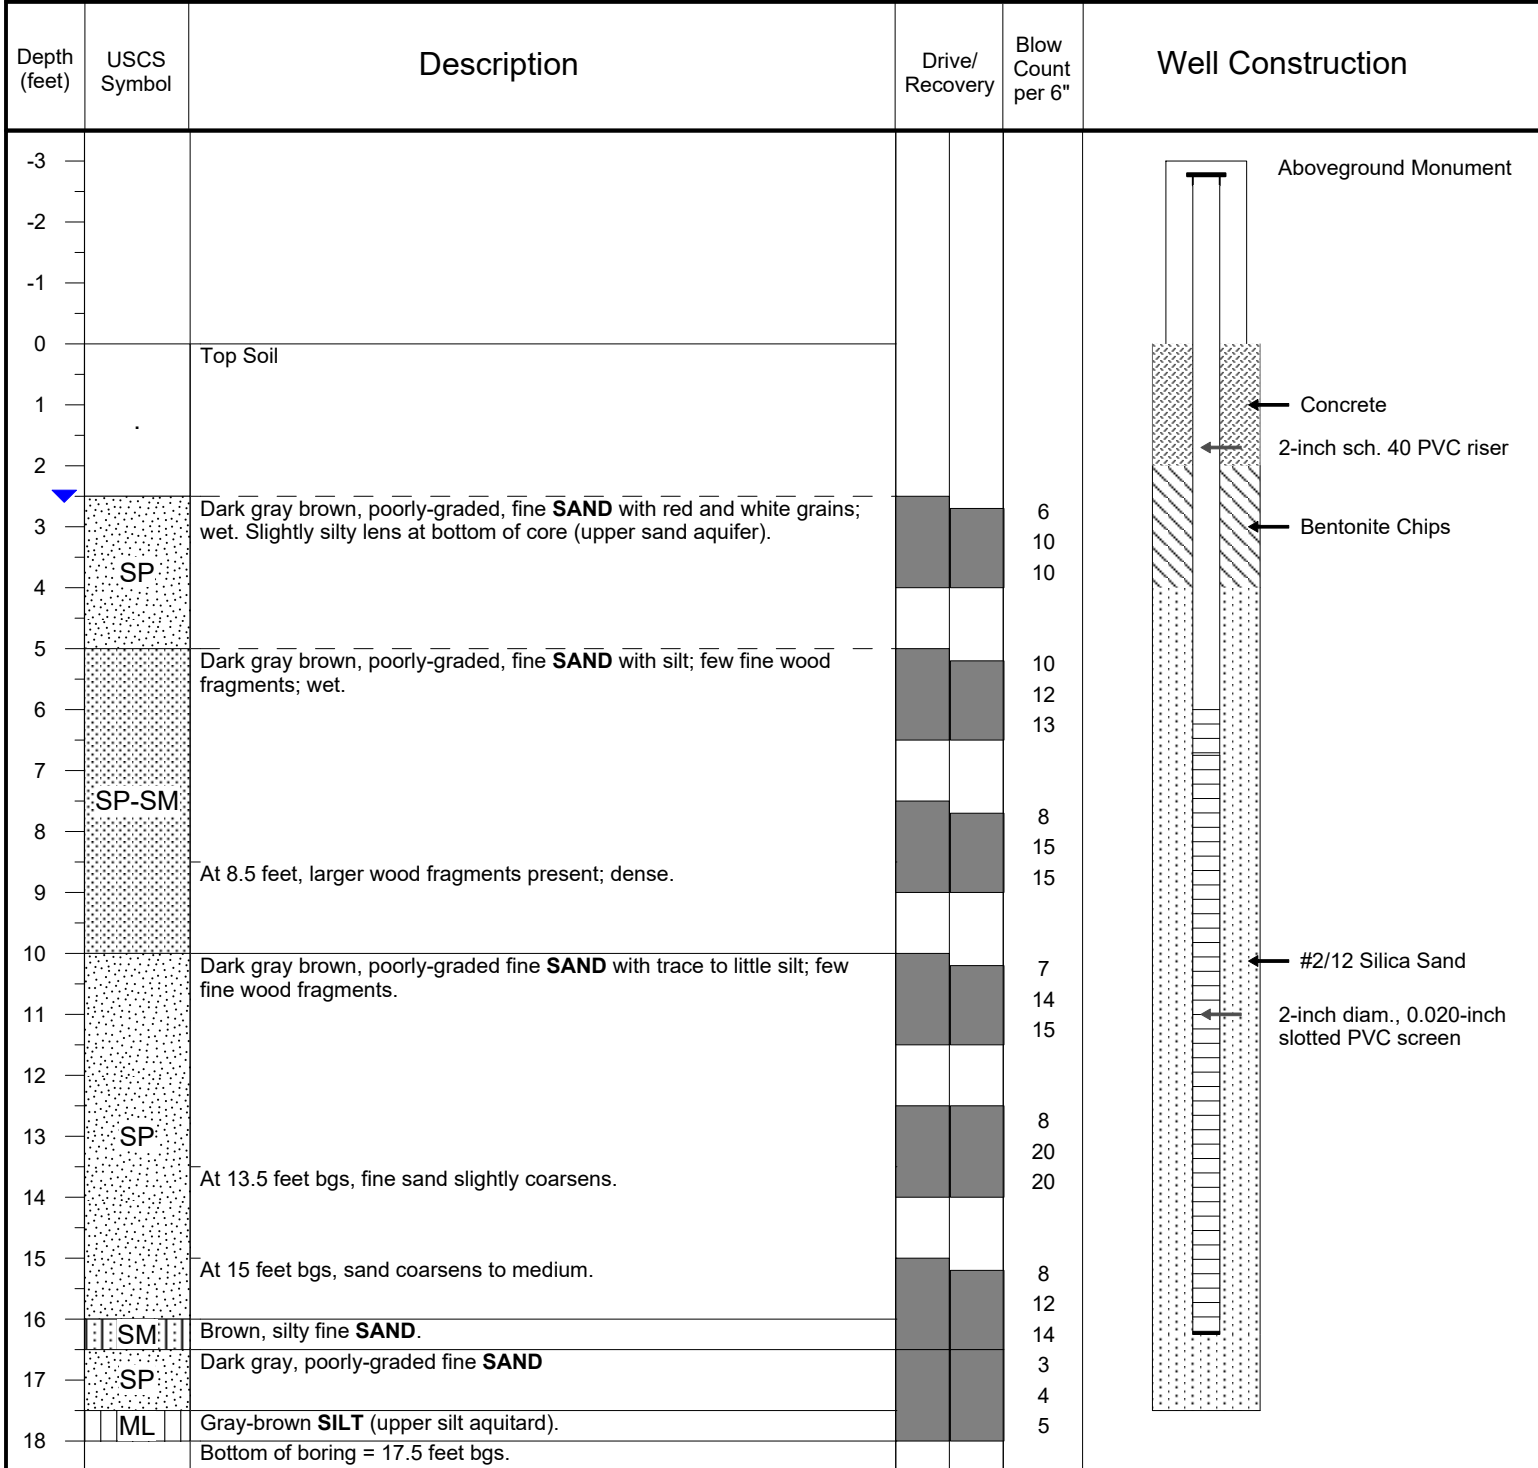 Depth
(feet)
USCS
Symbol
Description
Drive/
Recovery
Blow
Count
per 6"
Well Construction
-3
Aboveground Monument
-2
-1
0
Top Soil
1
Concrete
2-inch sch. 40 PVC riser
2
Dark gray brown, poorly-graded, fine SAND with red and white grains;
wet. Slightly silty lens at bottom of core (upper sand aquifer).
3
6
10
10
Bentonite Chips
SP
4
5
Dark gray brown, poorly-graded, fine SAND with silt; few fine wood
fragments; wet.
10
12
13
6
7
SP-SM
8
8
15
15
At 8.5 feet, larger wood fragments present; dense.
9
10
Dark gray brown, poorly-graded fine SAND with trace to little silt; few
fine wood fragments.
7
14
15
#2/12 Silica Sand
11
2-inch diam., 0.020-inch
slotted PVC screen
12
13
SP
8
20
20
At 13.5 feet bgs, fine sand slightly coarsens.
14
15
At 15 feet bgs, sand coarsens to medium.
8
12
14
16
SM
Brown, silty fine SAND.
Dark gray, poorly-graded fine SAND
3
4
5
17
SP
ML
Gray-brown SILT (upper silt aquitard).
18
Bottom of boring = 17.5 feet bgs.